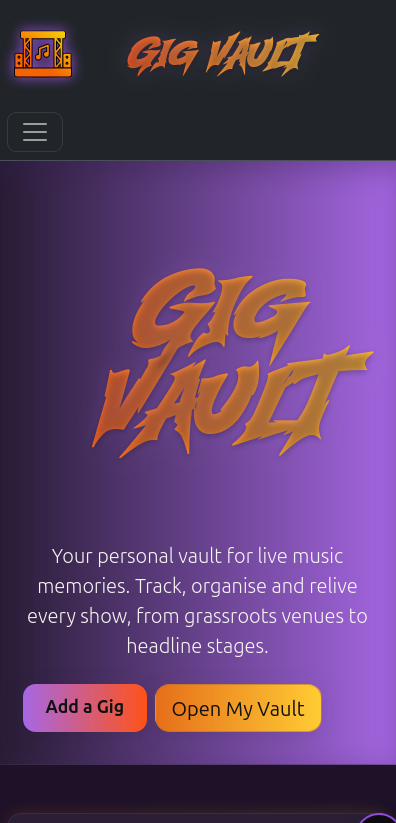 Gig Vault
Gig
Vault
Your personal vault for live music
memories. Track, organise and relive
every show, from grassroots venues to
headline stages.
Add a Gig
Open My Vault